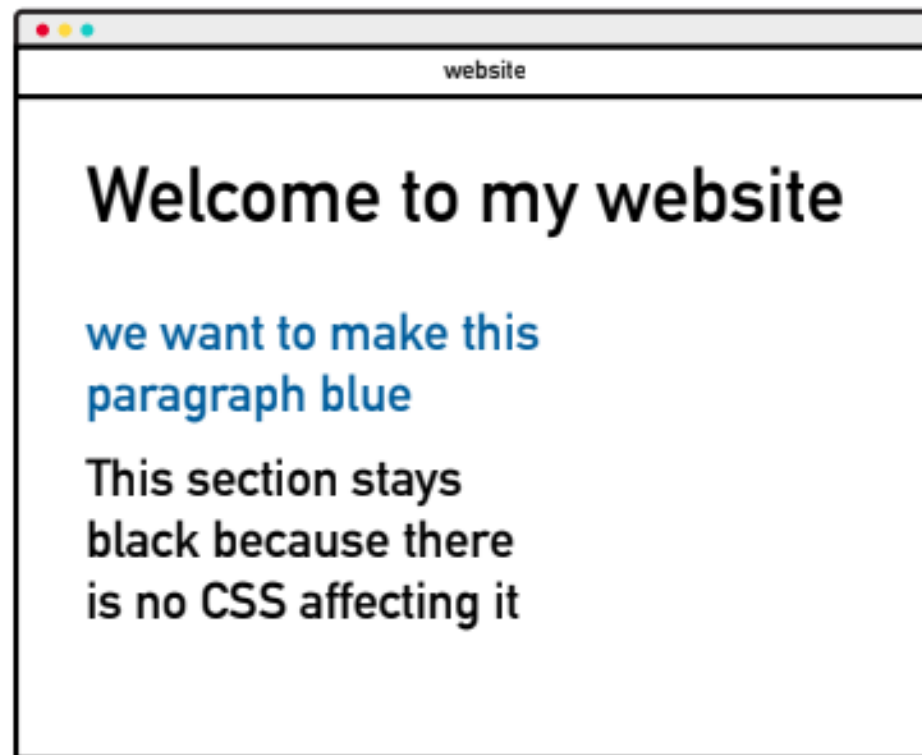 website
Welcome to my website
we want to make this
paragraph blue
This section stays
black because there
is no CSS affecting it